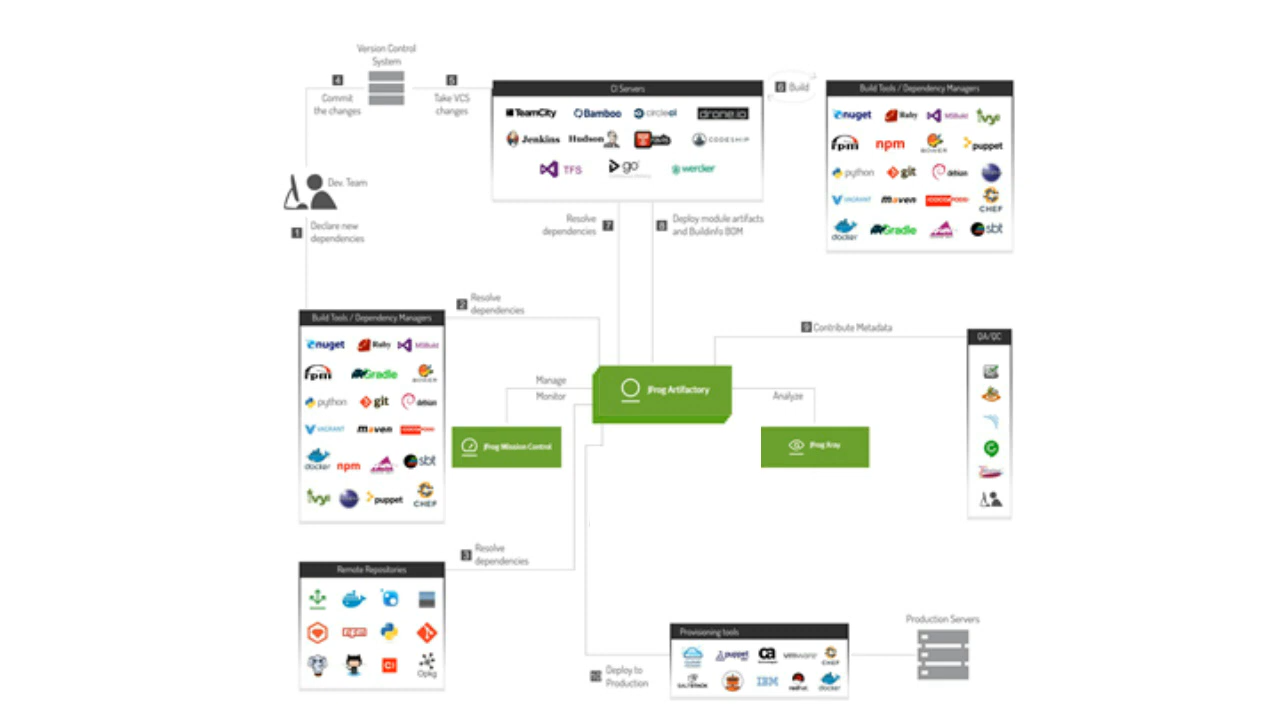 Version Control
System
4
Commit
the changes
5
Take VCS
changes
CI Servers
TeamCity
Bamboo
circleci
drone.io
Jenkins
Hudson
Travis
CODESHIP
TFS
go
wercker
6 Build
Build Tools / Dependency Managers
nuget
Ruby
MSBuild
ivy
rpm
npm
BOWER
puppet
python
git
debian
VAGRANT
maven
COCOAPODS
CHEF
docker
Gradle
sbt
Dev. Team
1
Declare new
dependencies
Resolve
dependencies
7
8
Deploy module artifacts
and Buildinfo BOM
2
Resolve
dependencies
Build Tools / Dependency Managers
nuget
Ruby
MSBuild
rpm
Gradle
BOWER
python
git
debian
VAGRANT
maven
COCOAPODS
docker
npm
sbt
ivy
puppet
CHEF
9 Contribute Metadata
QA/QC
JFrog Artifactory
Manage
Monitor
Analyze
JFrog Mission Control
JFrog Xray
3
Resolve
dependencies
Remote Repositories
npm
Opkg
10
Deploy to
Production
Provisioning tools
puppet
ca
vmware
CHEF
SALTSTACK
IBM
redhat
docker
Production Servers